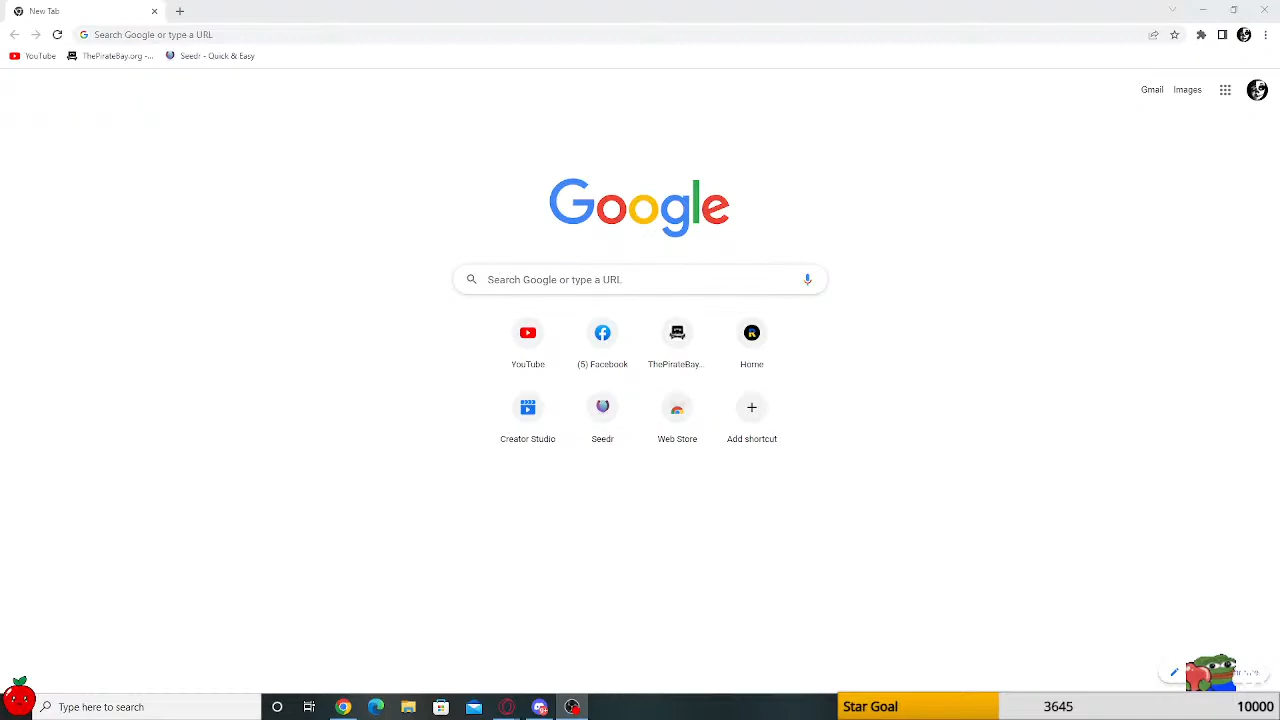 New Tab
Search Google or type a URL
YouTube
ThePirateBay.org -...
Seedr - Quick & Easy
Gmail
Images
Google
Search Google or type a URL
YouTube
(5) Facebook
ThePirateBay...
Home
Creator Studio
Seedr
Web Store
Add shortcut
Type here to search
Star Goal
3645
10000